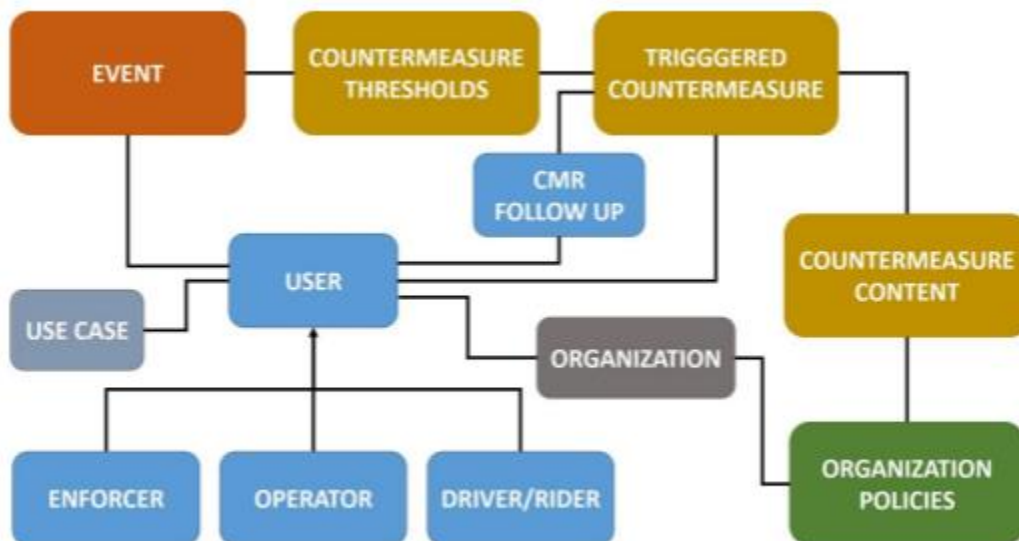 EVENT
COUNTERMEASURE
THRESHOLDS
TRIGGGERED
COUNTERMEASURE
CMR
FOLLOW UP
USER
COUNTERMEASURE
CONTENT
USE CASE
ORGANIZATION
ENFORCER
OPERATOR
DRIVER/RIDER
ORGANIZATION
POLICIES